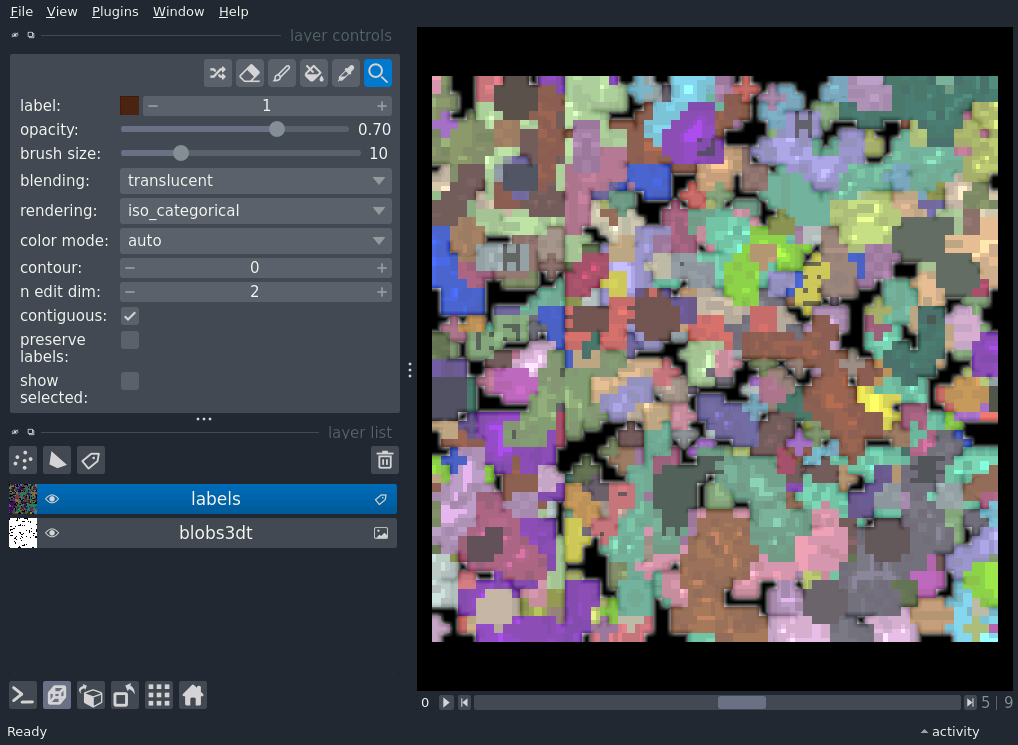 File View Plugins Window Help
layer controls
label: 1
opacity: 0.70
brush size: 10
blending: translucent
rendering: iso_categorical
color mode: auto
contour: 0
n edit dim: 2
contiguous:
preserve
labels:
show
selected:
layer list
labels
blobs3dt
0 5 | 9
Ready activity